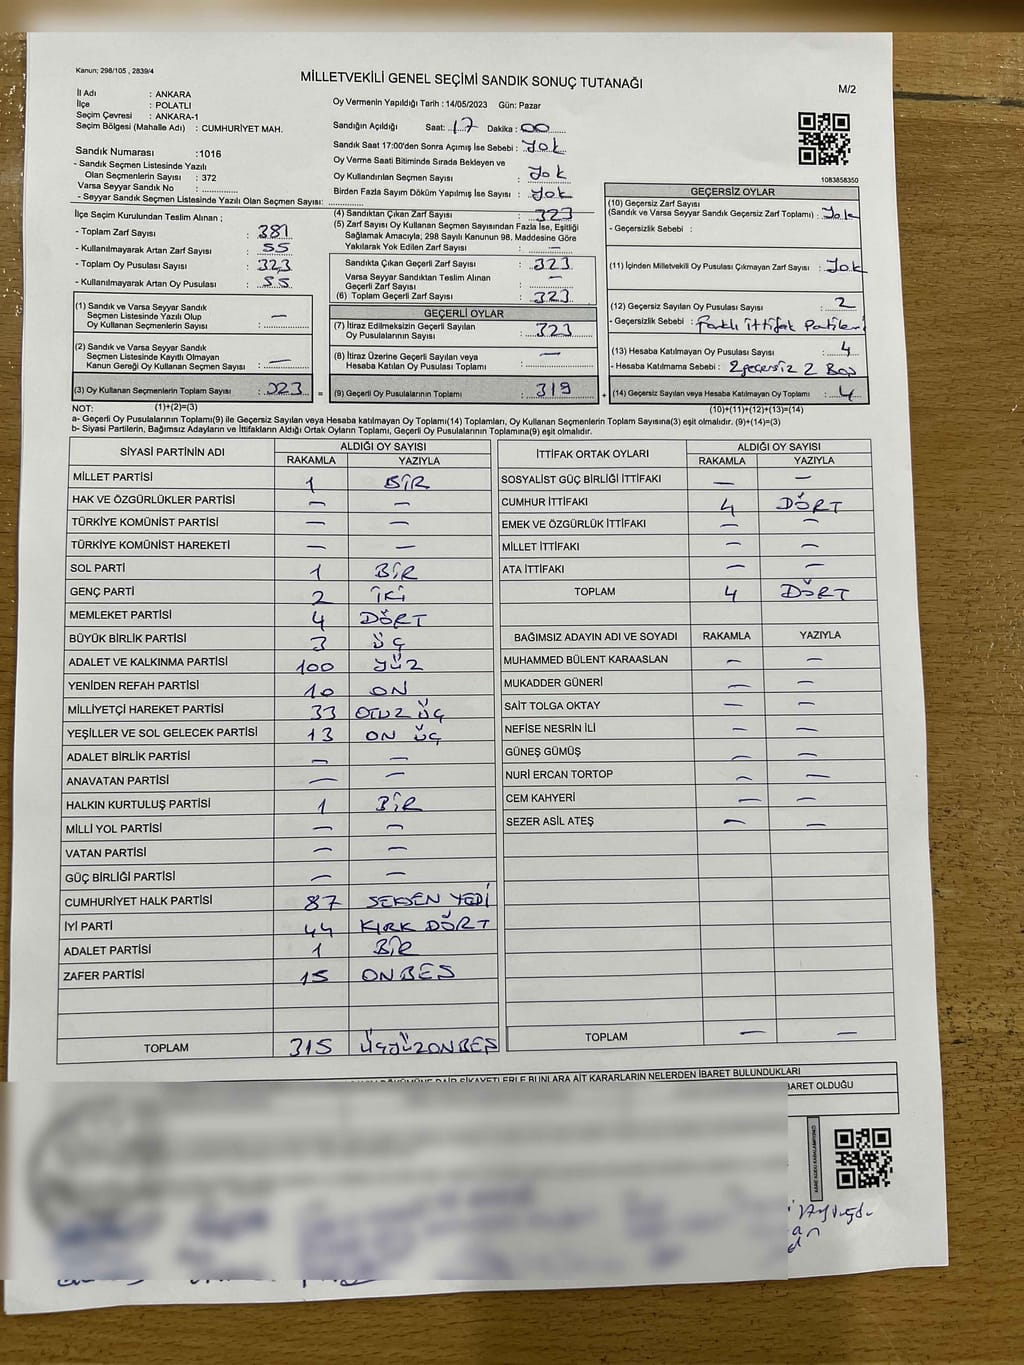 Kanun; 298/105 , 2839/4
MİLLETVEKİLİ GENEL SEÇİMİ SANDIK SONUÇ TUTANAĞI
M/2
İl Adı : ANKARA
İlçe : POLATLI
Seçim Çevresi : ANKARA-1
Seçim Bölgesi (Mahalle Adı) : CUMHURİYET MAH.
Sandık Numarası :1016
- Sandık Seçmen Listesinde Yazılı
Olan Seçmenlerin Sayısı : 372
Varsa Seyyar Sandık No : ..............
- Seyyar Sandık Seçmen Listesinde Yazılı Olan Seçmen Sayısı: ..............
Oy Vermenin Yapıldığı Tarih : 14/05/2023 Gün: Pazar
Sandığın Açıldığı Saat: 17 Dakika : 00
Sandık Saat 17:00'den Sonra Açımış İse Sebebi : Yok
Oy Verme Saati Bitiminde Sırada Bekleyen ve
Oy Kullandırılan Seçmen Sayısı : Yok
Birden Fazla Sayım Döküm Yapılmış İse Sayısı : Yok
1083858350
İlçe Seçim Kurulundan Teslim Alınan ;
- Toplam Zarf Sayısı : 381
- Kullanılmayarak Artan Zarf Sayısı : 55
- Toplam Oy Pusulası Sayısı : 323
- Kullanılmayarak Artan Oy Pusulası : 55
(1) Sandık ve Varsa Seyyar Sandık
Seçmen Listesinde Yazılı Olup
Oy Kullanan Seçmenlerin Sayısı : —
(2) Sandık ve Varsa Seyyar Sandık
Seçmen Listesinde Kayıtlı Olmayan
Kanun Gereği Oy Kullanan Seçmen Sayısı : —
(3) Oy Kullanan Seçmenlerin Toplam Sayısı : 323 =
(4) Sandıktan Çıkan Zarf Sayısı : 323
(5) Zarf Sayısı Oy Kullanan Seçmen Sayısından Fazla İse, Eşitliği
Sağlamak Amacıyla; 298 Sayılı Kanunun 98. Maddesine Göre
Yakılarak Yok Edilen Zarf Sayısı : —
Sandıkta Çıkan Geçerli Zarf Sayısı : 323
Varsa Seyyar Sandıktan Teslim Alınan
Geçerli Zarf Sayısı : —
(6) Toplam Geçerli Zarf Sayısı : 323
GEÇERLİ OYLAR
(7) İtiraz Edilmeksizin Geçerli Sayılan
Oy Pusulalarının Sayısı : 323
(8) İtiraz Üzerine Geçerli Sayılan veya
Hesaba Katılan Oy Pusulası Toplamı : —
(9) Geçerli Oy Pusulalarının Toplamı : 319 +
GEÇERSİZ OYLAR
(10) Geçersiz Zarf Sayısı
(Sandık ve Varsa Seyyar Sandık Geçersiz Zarf Toplamı) : Yok
- Geçersizlik Sebebi :
(11) İçinden Milletvekili Oy Pusulası Çıkmayan Zarf Sayısı : Yok
(12) Geçersiz Sayılan Oy Pusulası Sayısı : 2
- Geçersizlik Sebebi : farklı ittifak Patileri
(13) Hesaba Katılmayan Oy Pusulası Sayısı : 4
- Hesaba Katılmama Sebebi : 2 geçersiz 2 Boş
(14) Geçersiz Sayılan veya Hesaba Katılmayan Oy Toplamı : 4
NOT: (1)+(2)=(3) (10)+(11)+(12)+(13)=(14)
a- Geçerli Oy Pusulaları(9) ile Geçersiz Sayılan veya Hesaba katılmayan Oy Toplamı(14) Toplamları, Oy Kullanan Seçmenlerin Toplam Sayısına(3) eşit olmalıdır. (9)+(14)=(3)
b- Siyasi Partilerin, Bağımsız Adayların ve İttifakların Aldığı Ortak Oyların Toplamı, Geçerli Oy Pusulalarının Toplamına(9) eşit olmalıdır.
SİYASİ PARTİNİN ADI ALDIĞI OY SAYISI
RAKAMLA YAZIYLA
MİLLET PARTİSİ 1 BİR
HAK VE ÖZGÜRLÜKLER PARTİSİ — —
TÜRKİYE KOMÜNİST PARTİSİ — —
TÜRKİYE KOMÜNİST HAREKETİ — —
SOL PARTİ 1 BİR
GENÇ PARTİ 2 İKİ
MEMLEKET PARTİSİ 4 DÖRT
BÜYÜK BİRLİK PARTİSİ 3 ÜÇ
ADALET VE KALKINMA PARTİSİ 100 YÜZ
YENİDEN REFAH PARTİSİ 10 ON
MİLLİYETÇİ HAREKET PARTİSİ 33 OTUZ ÜÇ
YEŞİLLER VE SOL GELECEK PARTİSİ 13 ON ÜÇ
ADALET BİRLİK PARTİSİ — —
ANAVATAN PARTİSİ — —
HALKIN KURTULUŞ PARTİSİ 1 BİR
MİLLİ YOL PARTİSİ — —
VATAN PARTİSİ — —
GÜÇ BİRLİĞİ PARTİSİ — —
CUMHURİYET HALK PARTİSİ 87 SEKSEN YEDİ
İYİ PARTİ 44 KIRK DÖRT
ADALET PARTİSİ 1 BİR
ZAFER PARTİSİ 15 ONBEŞ
TOPLAM 315 ÜÇYÜZONBEŞ
İTTİFAK ORTAK OYLARI ALDIĞI OY SAYISI
RAKAMLA YAZIYLA
SOSYALİST GÜÇ BİRLİĞİ İTTİFAKI — —
CUMHUR İTTİFAKI 4 DÖRT
EMEK VE ÖZGÜRLÜK İTTİFAKI — —
MİLLET İTTİFAKI — —
ATA İTTİFAKI — —
TOPLAM 4 DÖRT
BAĞIMSIZ ADAYIN ADI VE SOYADI RAKAMLA YAZIYLA
MUHAMMED BÜLENT KARAASLAN — —
MUKADDER GÜNERİ — —
SAİT TOLGA OKTAY — —
NEFİSE NESRİN İLİ — —
GÜNEŞ GÜMÜŞ — —
NURİ ERCAN TORTOP — —
CEM KAHYERİ — —
SEZER ASİL ATEŞ — —
TOPLAM — —
DÖKÜMÜNE DAİR ŞİKAYETLERLE BUNLARA AİT KARARLARIN NELERDEN İBARET BULUNDUKLARI
İBARET OLDUĞU